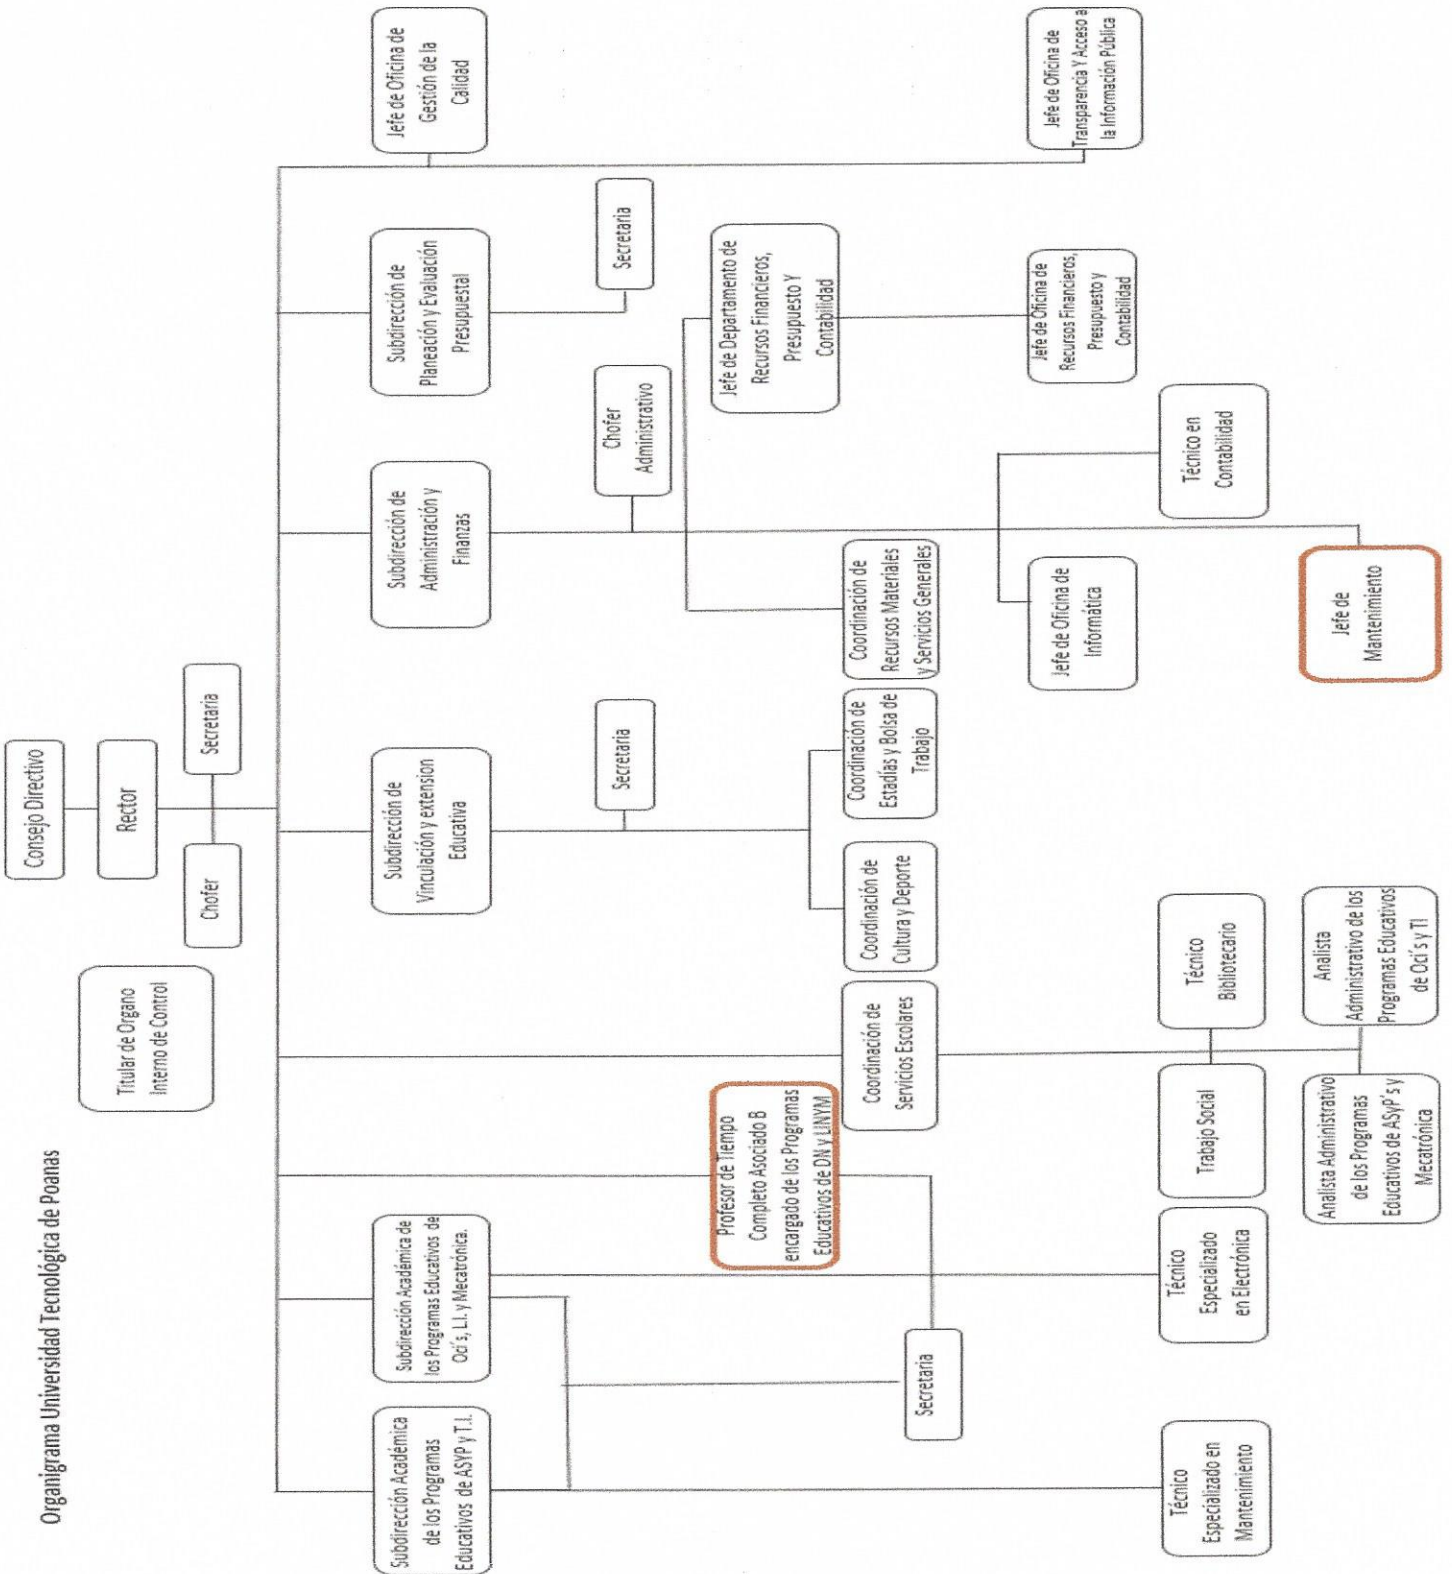 Organigrama Universidad Tecnológica de Poanas
Consejo Directivo
Rector
Titular de Organo
Interno de Control
Chofer
Secretaria
Subdirección Académica
de los Programas
Educativos de ASYP y T.I.
Subdirección Académica de
los Programas Educativos de
Oci´s, L.I. y Mecatrónica.
Subdirección de
Vinculación y extension
Educativa
Subdirección de
Administración y
Finanzas
Subdirección de
Planeación y Evaluación
Presupuestal
Jefe de Oficina de
Gestión de la
Calidad
Secretaria
Chofer
Administrativo
Secretaria
Profesor de Tiempo
Completo Asociado B
encargado de los Programas
Educativos de DN y LINYM
Jefe de Departamento de
Recursos Financieros,
Presupuesto Y
Contabilidad
Secretaria
Coordinación de
Servicios Escolares
Coordinación de
Cultura y Deporte
Coordinación de
Estadías y Bolsa de
Trabajo
Coordinación de
Recursos Materiales
y Servicios Generales
Jefe de Oficina de
Informática
Jefe de Oficina de
Recursos Financieros,
Presupuesto y
Contabilidad
Jefe de Oficina de
Transparencia Y Acceso a
la Información Pública
Técnico
Especializado en
Mantenimiento
Técnico
Especializado
en Electrónica
Trabajo Social
Técnico
Bibliotecario
Técnico en
Contabilidad
Analista Administrativo
de los Programas
Educativos de ASyP´s y
Mecatrónica
Analista
Administrativo de los
Programas Educativos
de Oci´s y TI
Jefe de
Mantenimiento